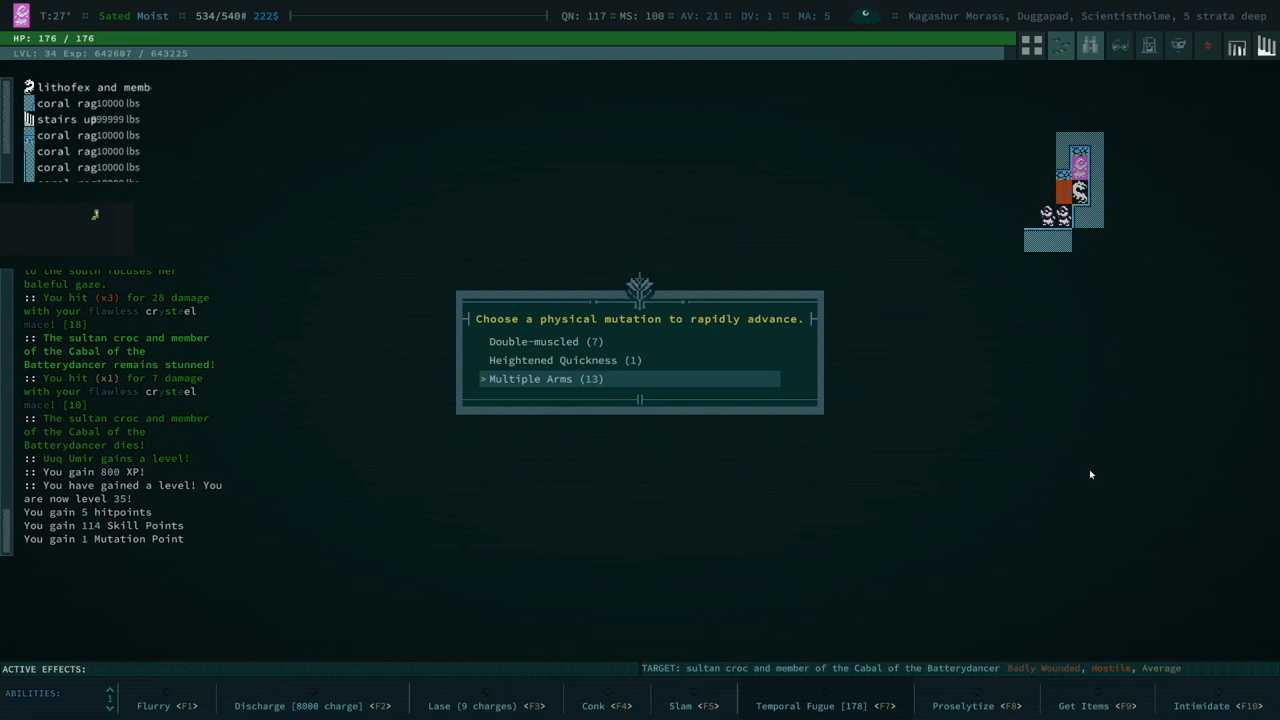 T:27° Sated Moist :: 534/540# 222$ QN: 117 :: MS: 100 :: AV: 21 :: DV: 1 :: MA: 5 :: Kagashur Morass, Duggapad, Scientistholme, 5 strata deep
HP: 176 / 176
LVL: 34 Exp: 642607 / 643225
lithofex and memb
coral rag 10000 lbs
stairs up 99999 lbs
coral rag 10000 lbs
coral rag 10000 lbs
coral rag 10000 lbs
to the south focuses her
baleful gaze.
:: You hit (x3) for 28 damage
with your flawless crysteel
mace! [18]
:: The sultan croc and member
of the Cabal of the
Batterydancer remains stunned!
:: You hit (x1) for 7 damage
with your flawless crysteel
mace! [10]
:: The sultan croc and member
of the Cabal of the
Batterydancer dies!
:: Uuq Umir gains a level!
:: You gain 800 XP!
:: You have gained a level! You
are now level 35!
You gain 5 hitpoints
You gain 114 Skill Points
You gain 1 Mutation Point
Choose a physical mutation to rapidly advance.
Double-muscled (7)
Heightened Quickness (1)
> Multiple Arms (13)
ACTIVE EFFECTS:
TARGET: sultan croc and member of the Cabal of the Batterydancer Badly Wounded, Hostile, Average
ABILITIES: 1 Flurry <F1> Discharge [8000 charge] <F2> Lase (9 charges) <F3> Conk <F4> Slam <F5> Temporal Fugue [178] <F7> Proselytize <F8> Get Items <F9> Intimidate <F10>